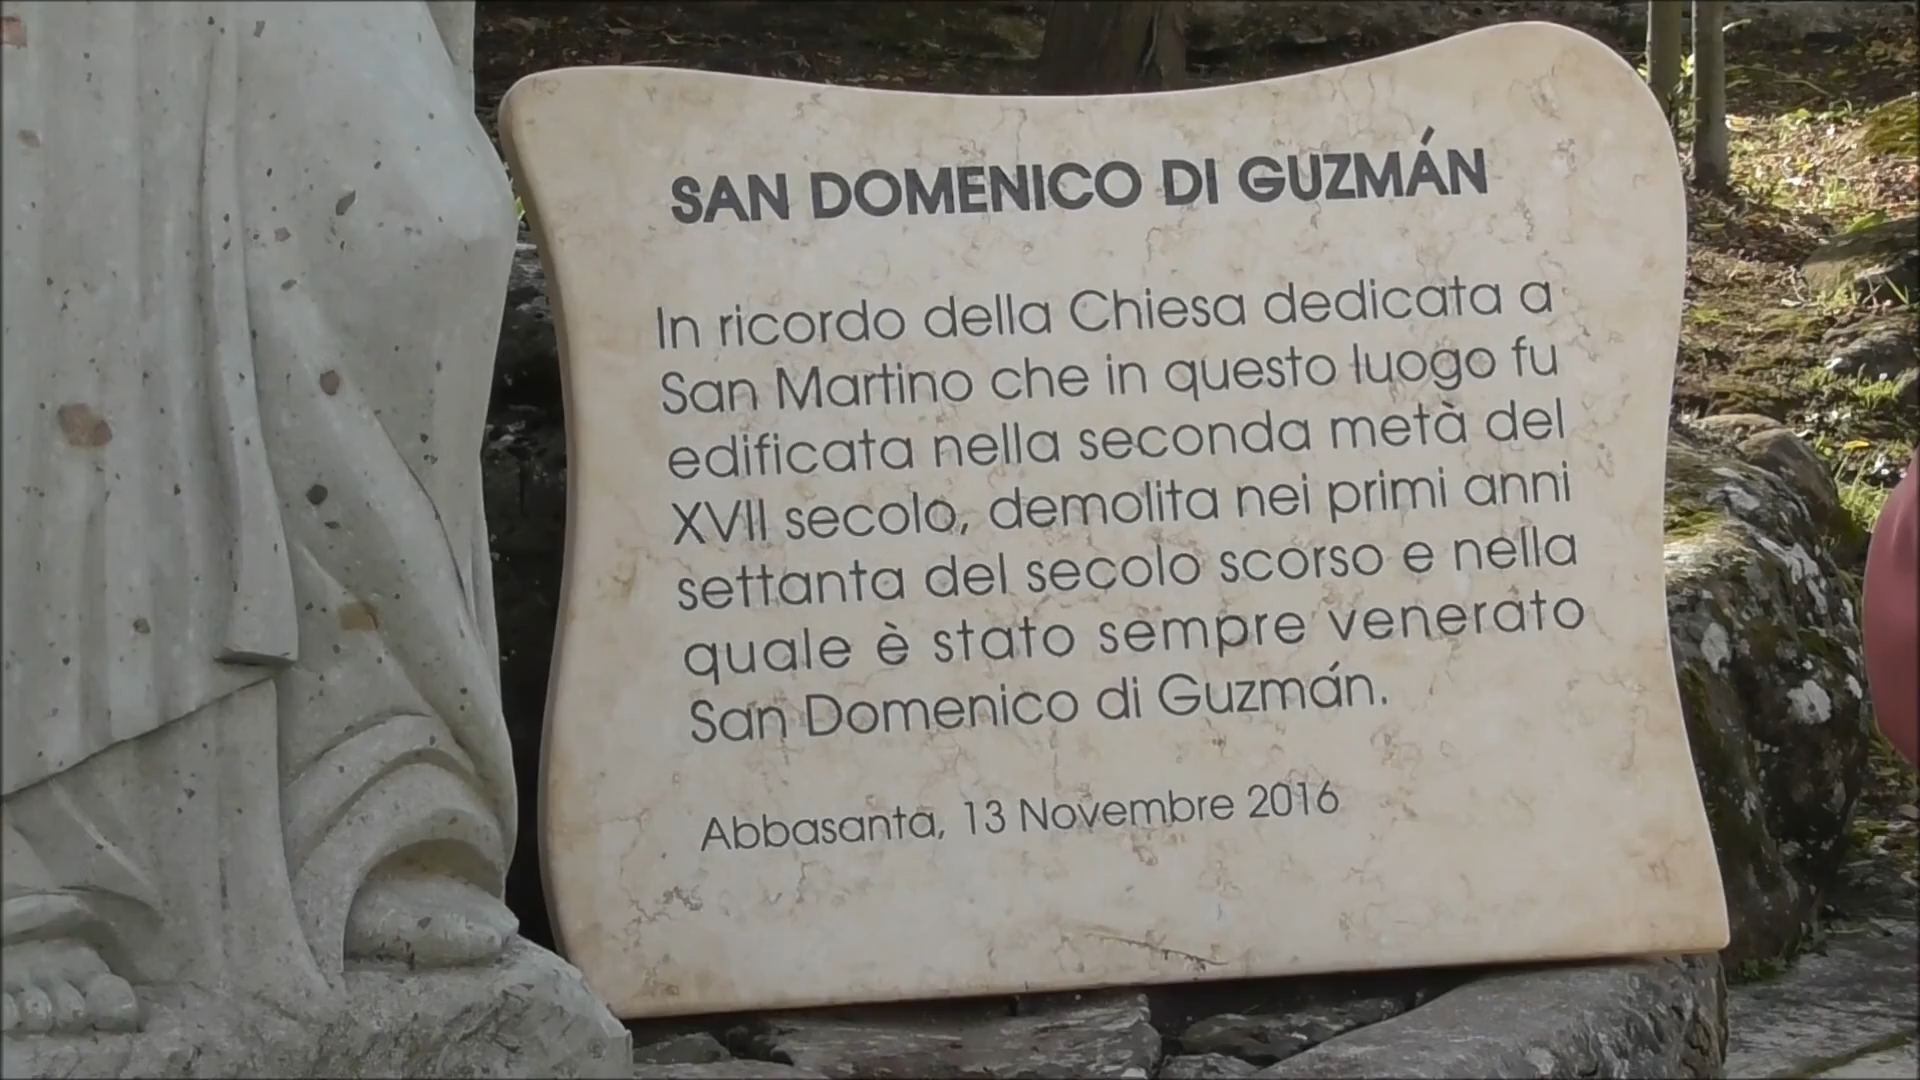 SAN DOMENICO DI GUZMÁN
In ricordo della Chiesa dedicata a
San Martino che in questo luogo fu
edificata nella seconda metà del
XVII secolo, demolita nei primi anni
settanta del secolo scorso e nella
quale è stato sempre venerato
San Domenico di Guzmán.
Abbasanta, 13 Novembre 2016